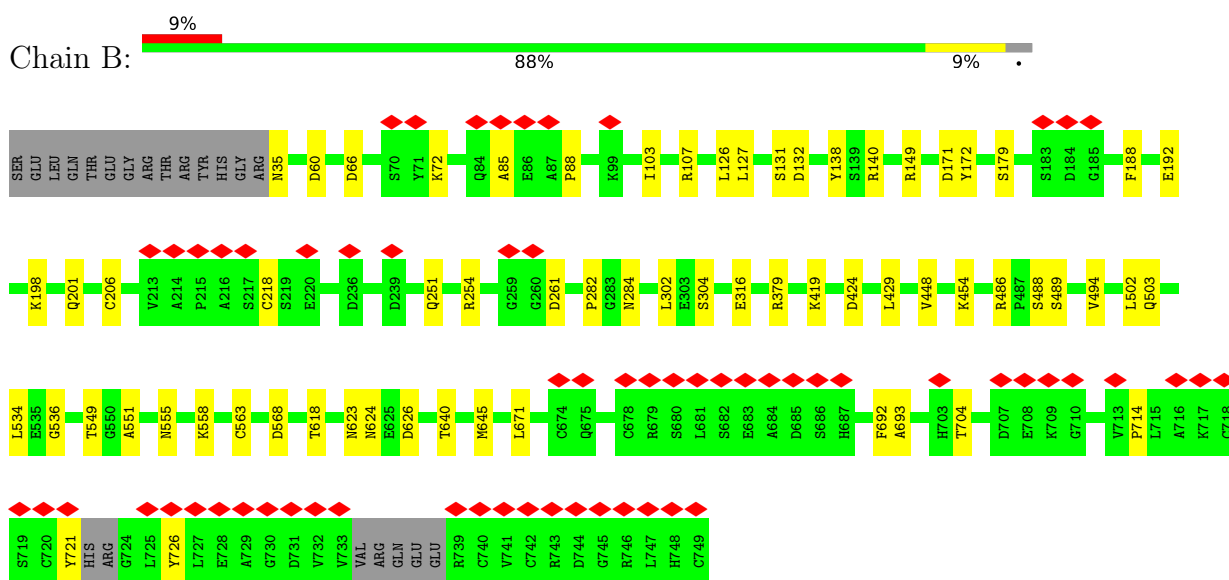 9%
Chain B:
88% 9% •
SER GLU LEU GLN THR GLU GLY ARG THR ARG TYR HIS GLY ARG N35 D60 D66 S70 Y71 K72 Q84 A85 E86 A87 P88 K99 I103 R107 L126 L127 S131 D132 Y138 S139 R140 R149 D171 Y172 S179 S183 D184 G185 F188 E192
K198 Q201 C206 V213 A214 P215 A216 S217 C218 S219 E220 D236 D239 Q251 R254 G259 G260 D261 P282 G283 N284 L302 E303 S304 E316 R379 K419 D424 L429 V448 K454 R486 P487 S488 S489 V494 L502 Q503
L534 E535 G536 T549 G550 A551 N555 K558 C563 D568 T618 N623 N624 E625 D626 T640 M645 L671 C674 Q675 C678 R679 S680 L681 S682 E683 A684 D685 S686 H687 F692 A693 H703 T704 D707 E708 K709 G710 V713 P714 L715 A716 K717 C718
S719 C720 Y721 HIS ARG G724 L725 Y726 L727 E728 A729 G730 D731 V732 V733 VAL ARG GLN GLU GLU R739 C740 V741 C742 R743 D744 G745 R746 L747 H748 C749